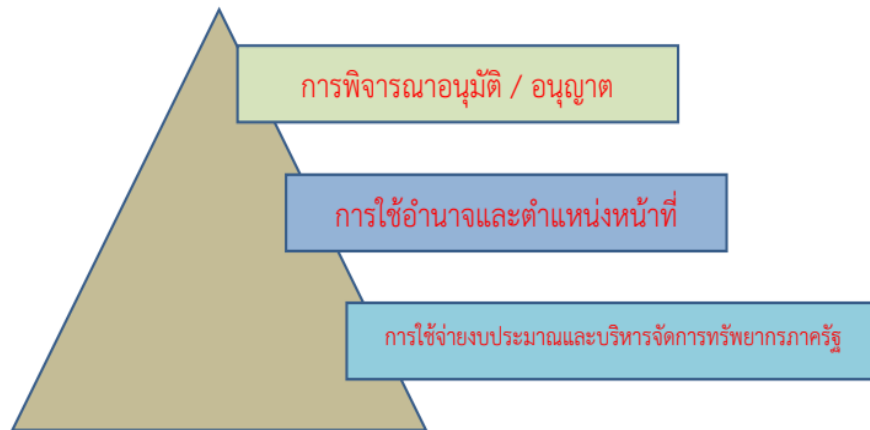 การพิจารณาอนุมัติ / อนุญาต
การใช้อำนาจและตำแหน่งหน้าที่
การใช้จ่ายงบประมาณและบริหารจัดการทรัพยากรภาครัฐ